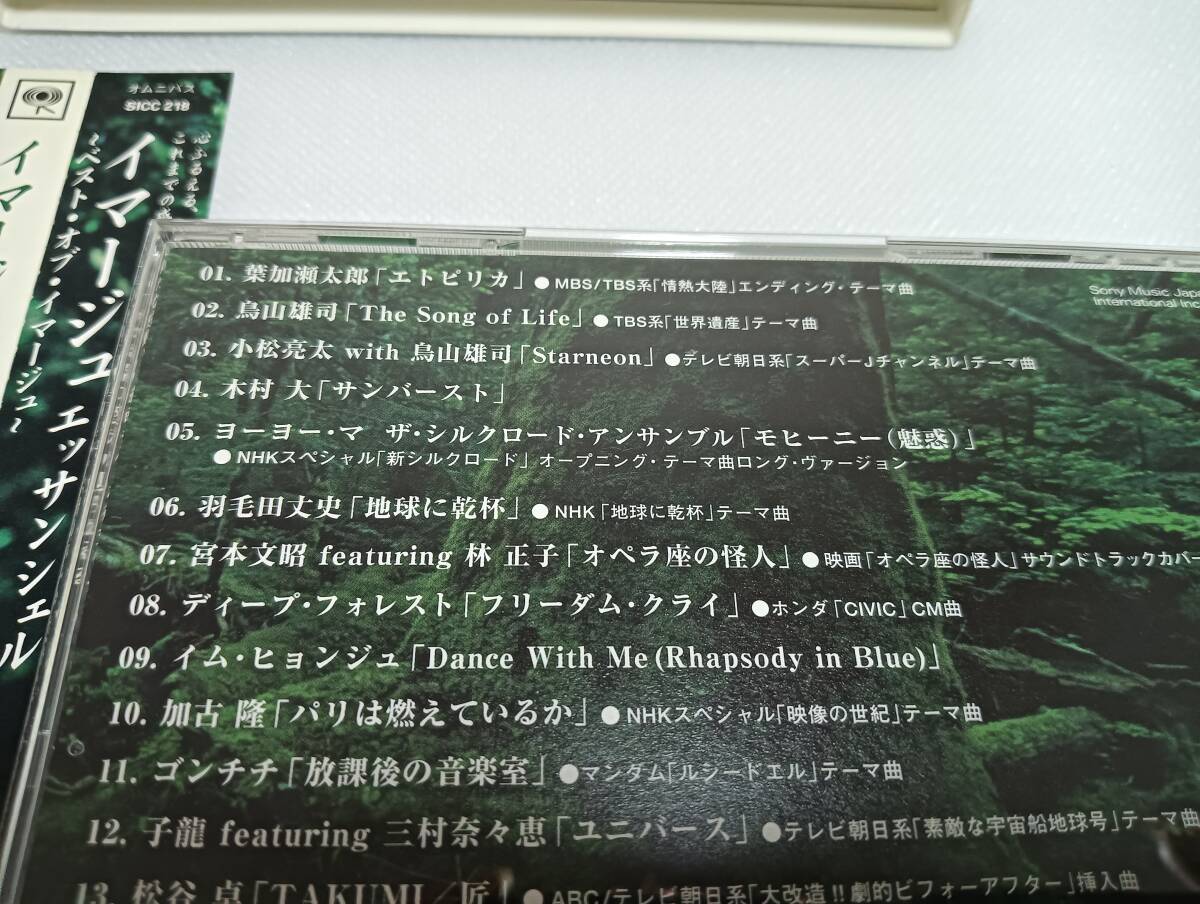 オムニバス
SICC 218
心ふるえる、
これまでの
イマージュ エッサンシエル
~ベスト・オブ・イマージュ~
イマー
Sony Music Japa
International Inc
01. 葉加瀬太郎「エトピリカ」 ● MBS/TBS系「情熱大陸」エンディング・テーマ曲
02. 鳥山雄司「The Song of Life」 ● TBS系「世界遺産」テーマ曲
03. 小松亮太 with 鳥山雄司「Starneon」 ●テレビ朝日系「スーパーJチャンネル」テーマ曲
04. 木村 大「サンバースト」
05. ヨーヨー・マ ザ・シルクロード・アンサンブル「モヒーニー(魅惑)」
● NHKスペシャル「新シルクロード」 オープニング・テーマ曲ロング・ヴァージョン
06. 羽毛田丈史「地球に乾杯」 ● NHK「地球に乾杯」テーマ曲
07. 宮本文昭 featuring 林 正子「オペラ座の怪人」 ● 映画「オペラ座の怪人」サウンドトラックカバー
08. ディープ・フォレスト「フリーダム・クライ」 ●ホンダ「CIVIC」CM曲
09. イム・ヒョンジュ「Dance With Me (Rhapsody in Blue)」
10. 加古 隆「パリは燃えているか」 ● NHKスペシャル「映像の世紀」テーマ曲
11. ゴンチチ「放課後の音楽室」 ●マンダム「ルシードエル」テーマ曲
12. 子龍 featuring 三村奈々恵「ユニバース」 ●テレビ朝日系「素敵な宇宙船地球号」テーマ
13. 松谷 卓「TAKUMI/匠」 ● ABC/テレビ朝日系「大改造!!劇的ビフォーアフター」挿入曲